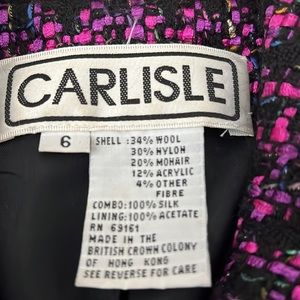 CARLISLE
6
SHELL:34% WOOL
30% NYLON
20% MOHAIR
12% ACRYLIC
4% OTHER
FIBRE
COMBO:100% SILK
LINING:100% ACETATE
RN 69161
MADE IN THE
BRITISH CROWN COLONY
OF HONG KONG
SEE REVERSE FOR CARE